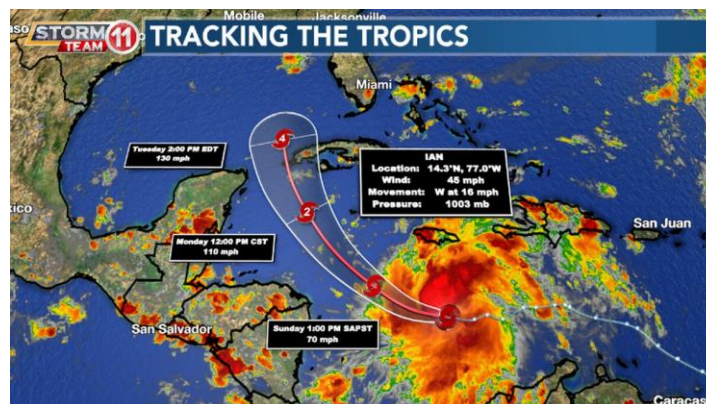 Mobile
Jacksonville
STORM
TEAM
11
TRACKING THE TROPICS
Miami
4
Tuesday 2:00 PM EDT
130 mph
IAN
Location: 14.3°N, 77.0°W
Wind: 45 mph
Movement: W at 16 mph
Pressure: 1003 mb
2
San Juan
Monday 12:00 PM CST
110 mph
San Salvador
Sunday 1:00 PM SAPST
70 mph
Caracas